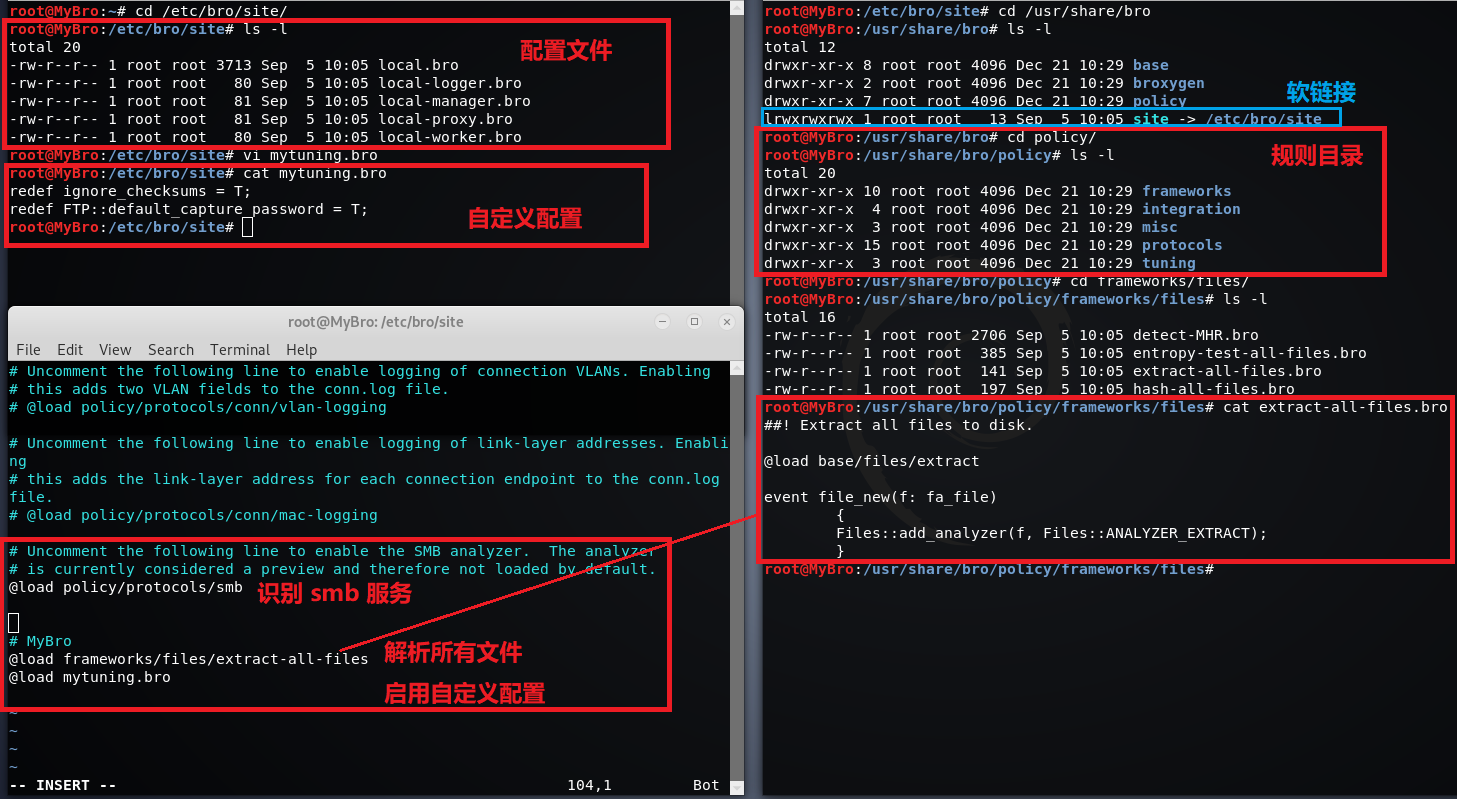 root@MyBro:~# cd /etc/bro/site/
root@MyBro:/etc/bro/site# ls -l
total 20
-rw-r--r-- 1 root root 3713 Sep  5 10:05 local.bro
-rw-r--r-- 1 root root   80 Sep  5 10:05 local-logger.bro
-rw-r--r-- 1 root root   81 Sep  5 10:05 local-manager.bro
-rw-r--r-- 1 root root   81 Sep  5 10:05 local-proxy.bro
-rw-r--r-- 1 root root   80 Sep  5 10:05 local-worker.bro
配置文件
root@MyBro:/etc/bro/site# vi mytuning.bro
root@MyBro:/etc/bro/site# cat mytuning.bro
redef ignore_checksums = T;
redef FTP::default_capture_password = T;
root@MyBro:/etc/bro/site#
自定义配置
root@MyBro: /etc/bro/site
File Edit View Search Terminal Help
# Uncomment the following line to enable logging of connection VLANs. Enabling
# this adds two VLAN fields to the conn.log file.
# @load policy/protocols/conn/vlan-logging
# Uncomment the following line to enable logging of link-layer addresses. Enabli
ng
# this adds the link-layer address for each connection endpoint to the conn.log
file.
# @load policy/protocols/conn/mac-logging
# Uncomment the following line to enable the SMB analyzer.  The analyzer
# is currently considered a preview and therefore not loaded by default.
@load policy/protocols/smb
识别 smb 服务
# MyBro
@load frameworks/files/extract-all-files
解析所有文件
@load mytuning.bro
启用自定义配置
~
~
~
~
-- INSERT -- 104,1 Bot
root@MyBro:/etc/bro/site# cd /usr/share/bro
root@MyBro:/usr/share/bro# ls -l
total 12
drwxr-xr-x 8 root root 4096 Dec 21 10:29 base
drwxr-xr-x 2 root root 4096 Dec 21 10:29 broxygen
drwxr-xr-x 7 root root 4096 Dec 21 10:29 policy
软链接
lrwxrwxrwx 1 root root   13 Sep  5 10:05 site -> /etc/bro/site
root@MyBro:/usr/share/bro# cd policy/
root@MyBro:/usr/share/bro/policy# ls -l
规则目录
total 20
drwxr-xr-x 10 root root 4096 Dec 21 10:29 frameworks
drwxr-xr-x  4 root root 4096 Dec 21 10:29 integration
drwxr-xr-x  3 root root 4096 Dec 21 10:29 misc
drwxr-xr-x 15 root root 4096 Dec 21 10:29 protocols
drwxr-xr-x  3 root root 4096 Dec 21 10:29 tuning
root@MyBro:/usr/share/bro/policy# cd frameworks/files/
root@MyBro:/usr/share/bro/policy/frameworks/files# ls -l
total 16
-rw-r--r-- 1 root root 2706 Sep  5 10:05 detect-MHR.bro
-rw-r--r-- 1 root root  385 Sep  5 10:05 entropy-test-all-files.bro
-rw-r--r-- 1 root root  141 Sep  5 10:05 extract-all-files.bro
-rw-r--r-- 1 root root  197 Sep  5 10:05 hash-all-files.bro
root@MyBro:/usr/share/bro/policy/frameworks/files# cat extract-all-files.bro
##! Extract all files to disk.
@load base/files/extract
event file_new(f: fa_file)
{
Files::add_analyzer(f, Files::ANALYZER_EXTRACT);
}
root@MyBro:/usr/share/bro/policy/frameworks/files#